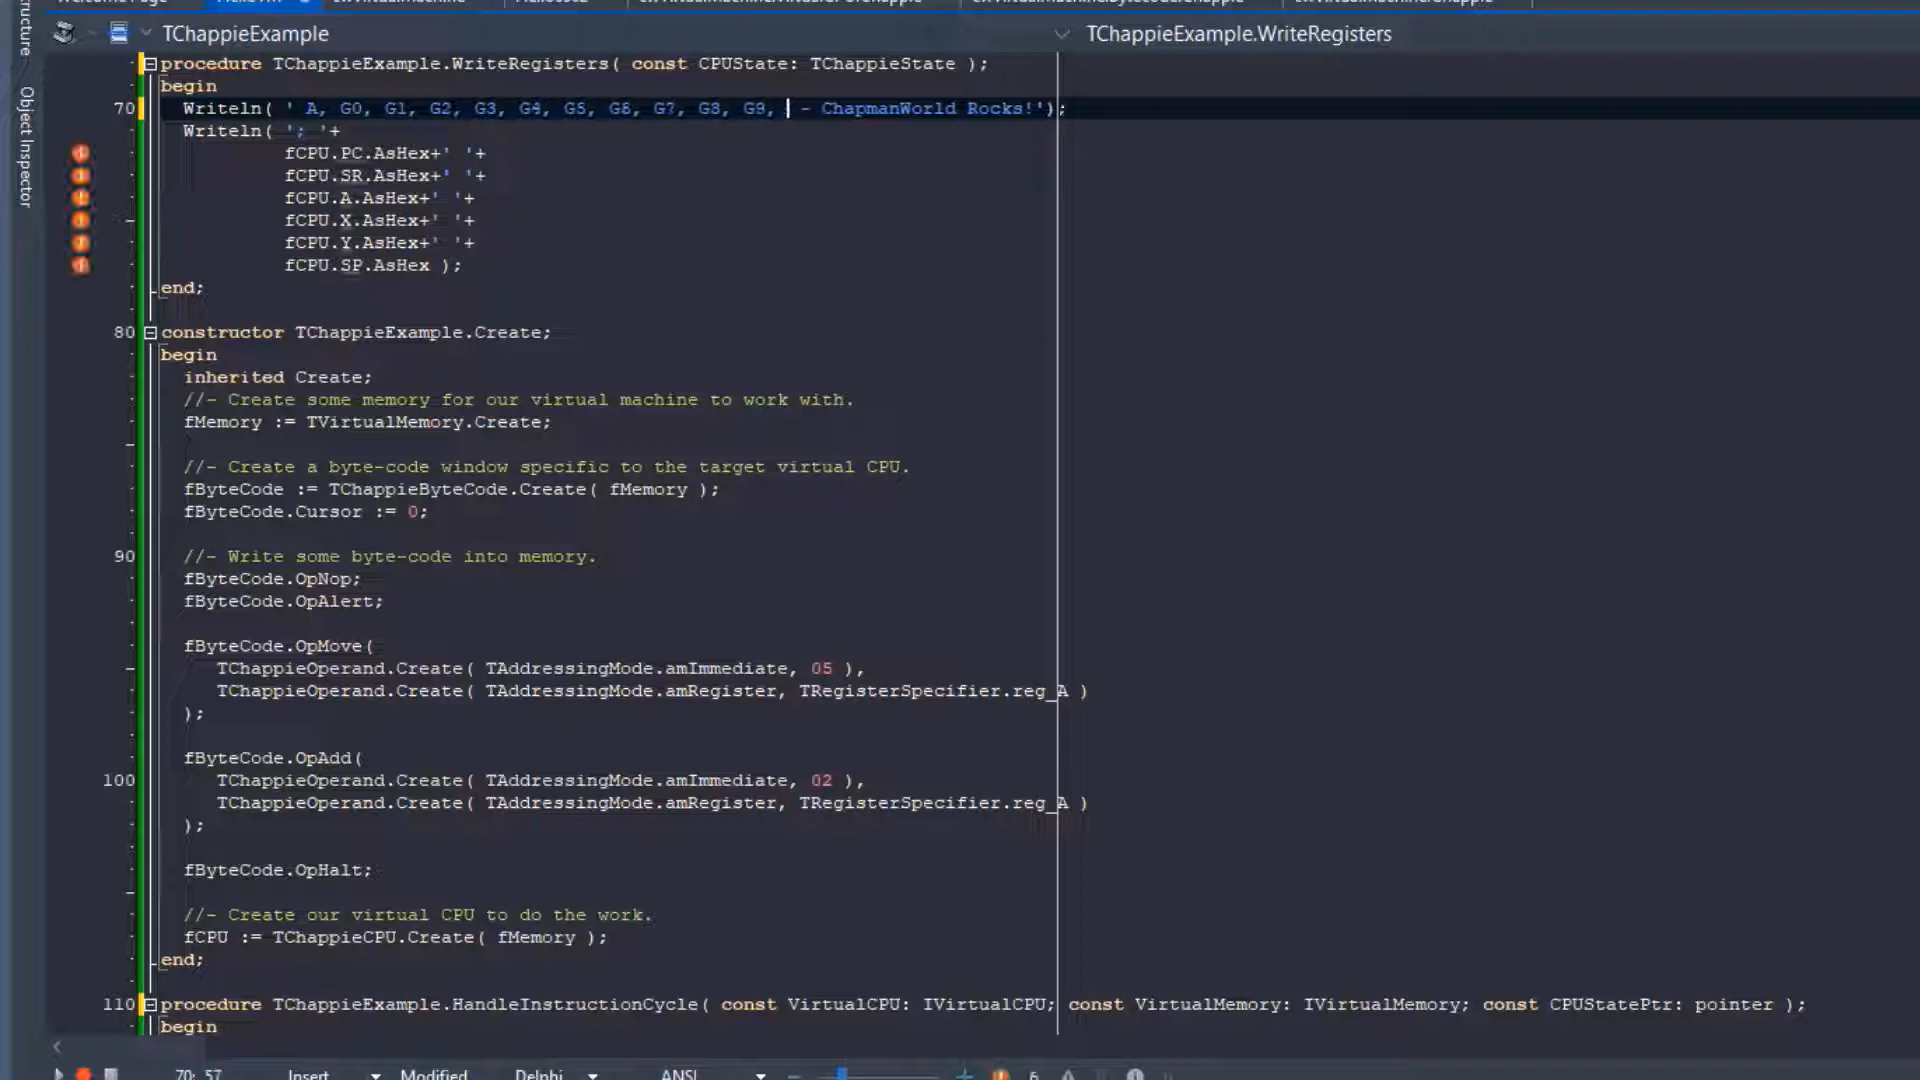 TChappieExample
TChappieExample.WriteRegisters
Object Inspector
procedure TChappieExample.WriteRegisters( const CPUState: TChappieState );
begin
70 Writeln( ' A, G0, G1, G2, G3, G4, G5, G6, G7, G8, G9, - ChapmanWorld Rocks!');
Writeln( '; '+
fCPU.PC.AsHex+' '+
fCPU.SR.AsHex+' '+
fCPU.A.AsHex+' '+
fCPU.X.AsHex+' '+
fCPU.Y.AsHex+' '+
fCPU.SP.AsHex );
end;
80 constructor TChappieExample.Create;
begin
inherited Create;
//- Create some memory for our virtual machine to work with.
fMemory := TVirtualMemory.Create;
//- Create a byte-code window specific to the target virtual CPU.
fByteCode := TChappieByteCode.Create( fMemory );
fByteCode.Cursor := 0;
90 //- Write some byte-code into memory.
fByteCode.OpNop;
fByteCode.OpAlert;
fByteCode.OpMove(
TChappieOperand.Create( TAddressingMode.amImmediate, 05 ),
TChappieOperand.Create( TAddressingMode.amRegister, TRegisterSpecifier.reg_A )
);
fByteCode.OpAdd(
100 TChappieOperand.Create( TAddressingMode.amImmediate, 02 ),
TChappieOperand.Create( TAddressingMode.amRegister, TRegisterSpecifier.reg_A )
);
fByteCode.OpHalt;
//- Create our virtual CPU to do the work.
fCPU := TChappieCPU.Create( fMemory );
end;
110 procedure TChappieExample.HandleInstructionCycle( const VirtualCPU: IVirtualCPU; const VirtualMemory: IVirtualMemory; const CPUStatePtr: pointer );
begin
70: 57 Insert Modified Delphi ANSI